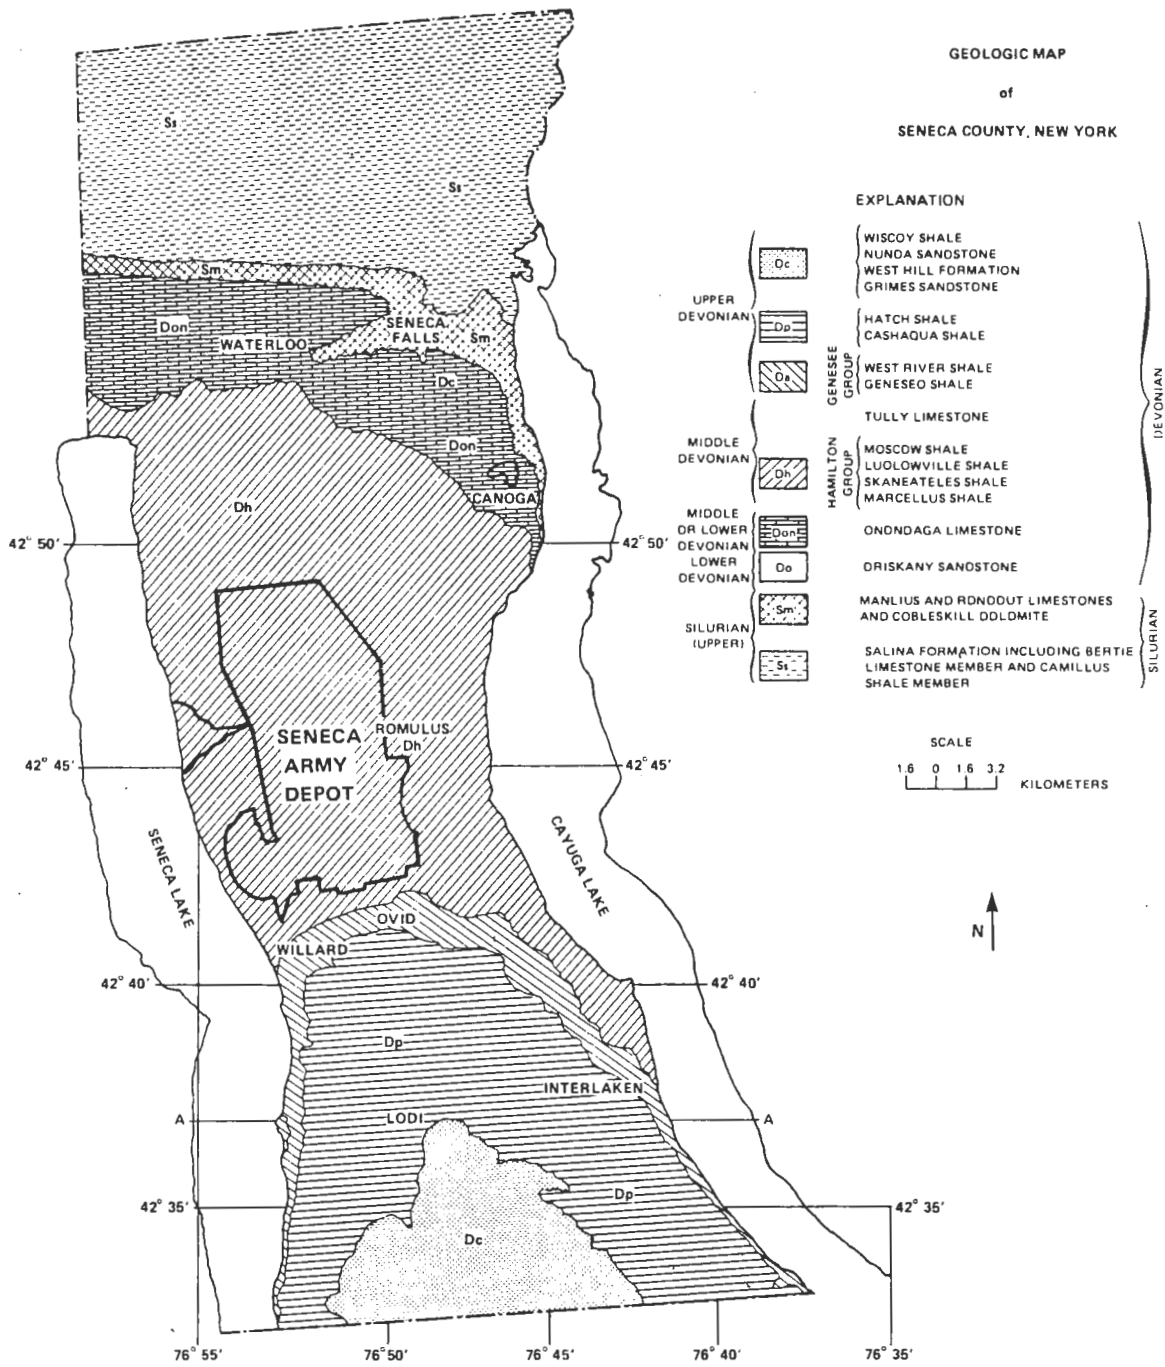 GEOLOGIC MAP
of
SENECA COUNTY, NEW YORK
EXPLANATION
UPPER
DEVONIAN
Dc
WISCOY SHALE
NUNDA SANDSTONE
WEST HILL FORMATION
GRIMES SANDSTONE
Dp
HATCH SHALE
CASHAQUA SHALE
Da
GENESEE
GROUP
WEST RIVER SHALE
GENESEO SHALE
TULLY LIMESTONE
MIDDLE
DEVONIAN
Dh
HAMILTON
GROUP
MOSCOW SHALE
LUOLOWVILLE SHALE
SKANEATELES SHALE
MARCELLUS SHALE
MIDDLE
OR LOWER
DEVONIAN
Don
ONONDAGA LIMESTONE
LOWER
DEVONIAN
Do
ORISKANY SANDSTONE
DEVONIAN
SILURIAN
(UPPER)
Sm
MANLIUS AND RONDOUT LIMESTONES
AND COBLESKILL DOLOMITE
Ss
SALINA FORMATION INCLUDING BERTIE
LIMESTONE MEMBER AND CAMILLUS
SHALE MEMBER
SILURIAN
SCALE
1.6 0 1.6 3.2
KILOMETERS
N
Ss
Ss
Sm
Don
WATERLOO
SENECA
FALLS
Sm
Dc
Don
CANOGA
Dh
42° 50'
42° 50'
SENECA
ARMY
DEPOT
ROMULUS
Dh
42° 45'
42° 45'
SENECA LAKE
CAYUGA LAKE
OVID
WILLARD
42° 40'
42° 40'
Dp
INTERLAKEN
LODI
A
A
Dp
42° 35'
42° 35'
Dc
76° 55'
76° 50'
76° 45'
76° 40'
76° 35'